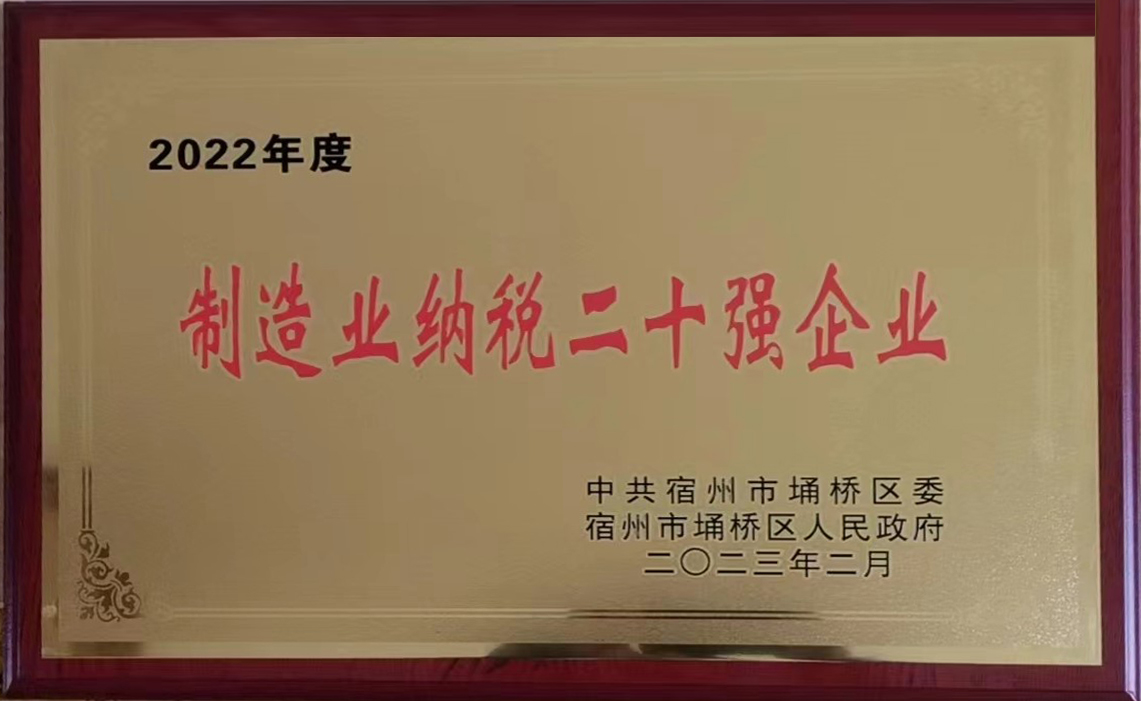 2022年度
制造业纳税二十强企业
中共宿州市埇桥区委
宿州市埇桥区人民政府
二〇二三年二月